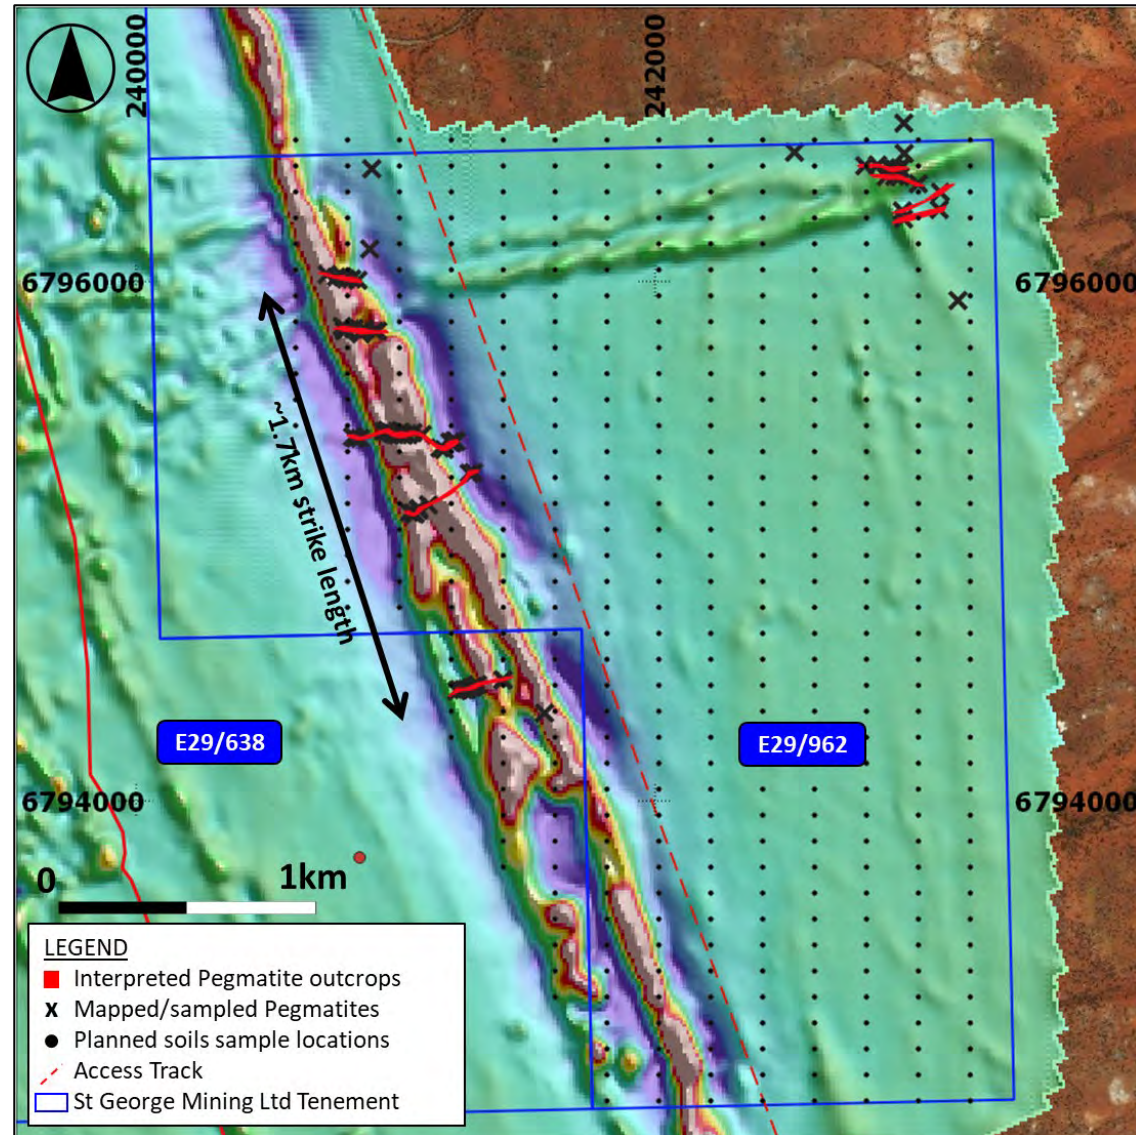 240000
242000
6796000
6796000
~1.7km strike length
E29/638
E29/962
6794000
6794000
0 1km
LEGEND
Interpreted Pegmatite outcrops
x Mapped/sampled Pegmatites
Planned soils sample locations
Access Track
St George Mining Ltd Tenement